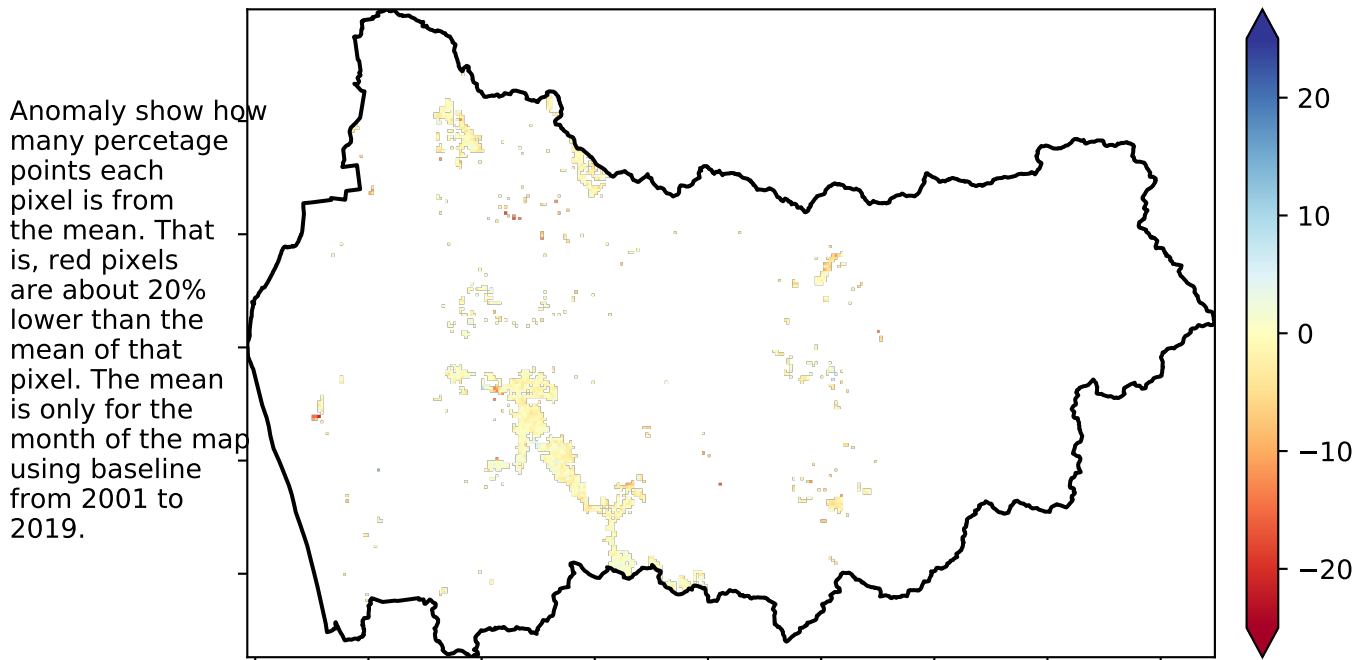 Anomaly show how
many percetage
points each
pixel is from
the mean. That
is, red pixels
are about 20%
lower than the
mean of that
pixel. The mean
is only for the
month of the map
using baseline
from 2001 to
2019.
20
10
0
−10
−20